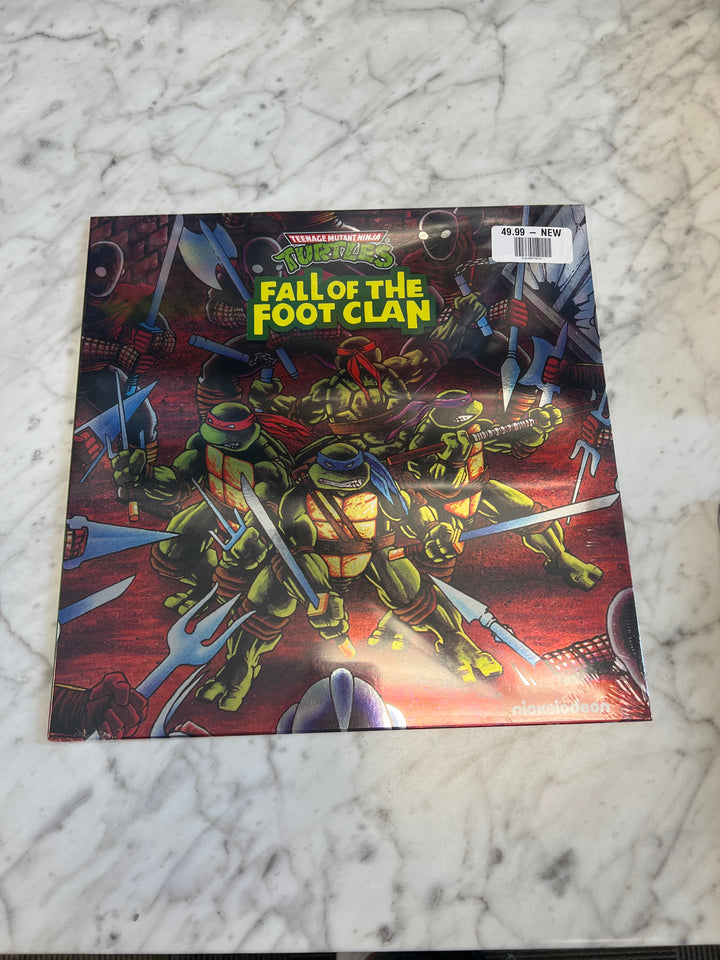 49.99 – NEW
TEENAGE MUTANT NINJA
TURTLES
FALL OF THE
FOOT CLAN
nickelodeon